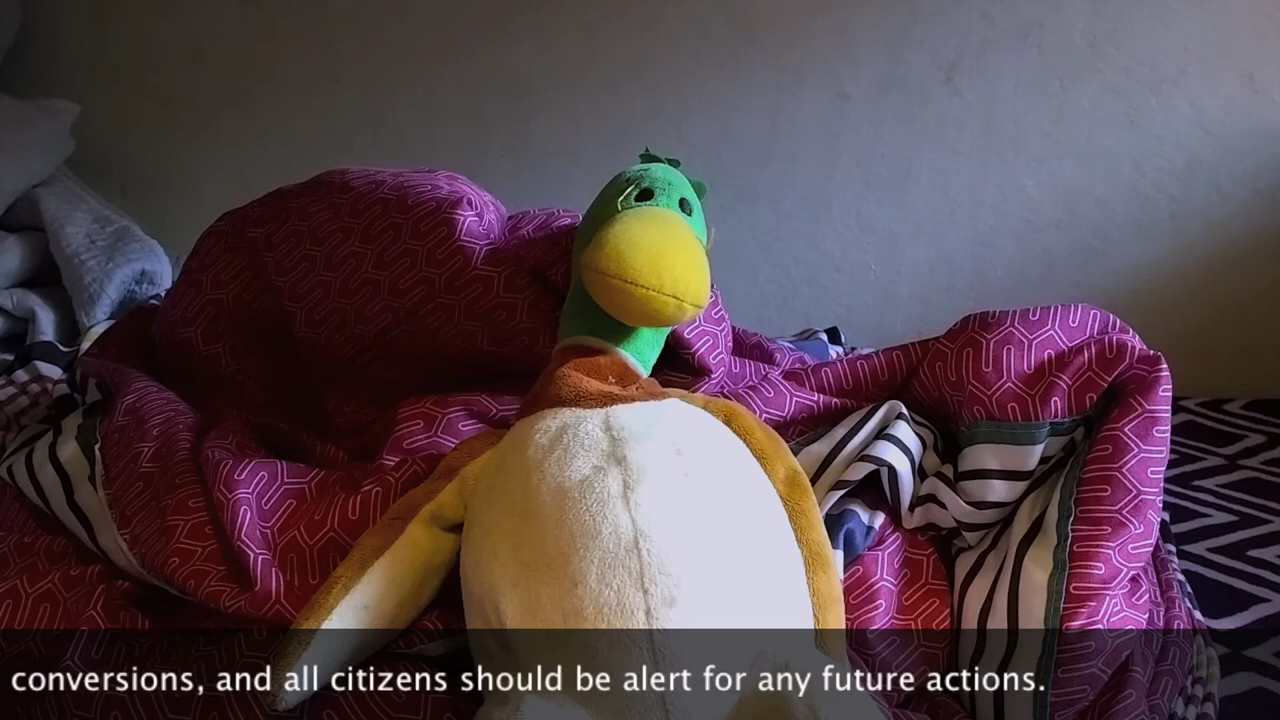 conversions, and all citizens should be alert for any future actions.